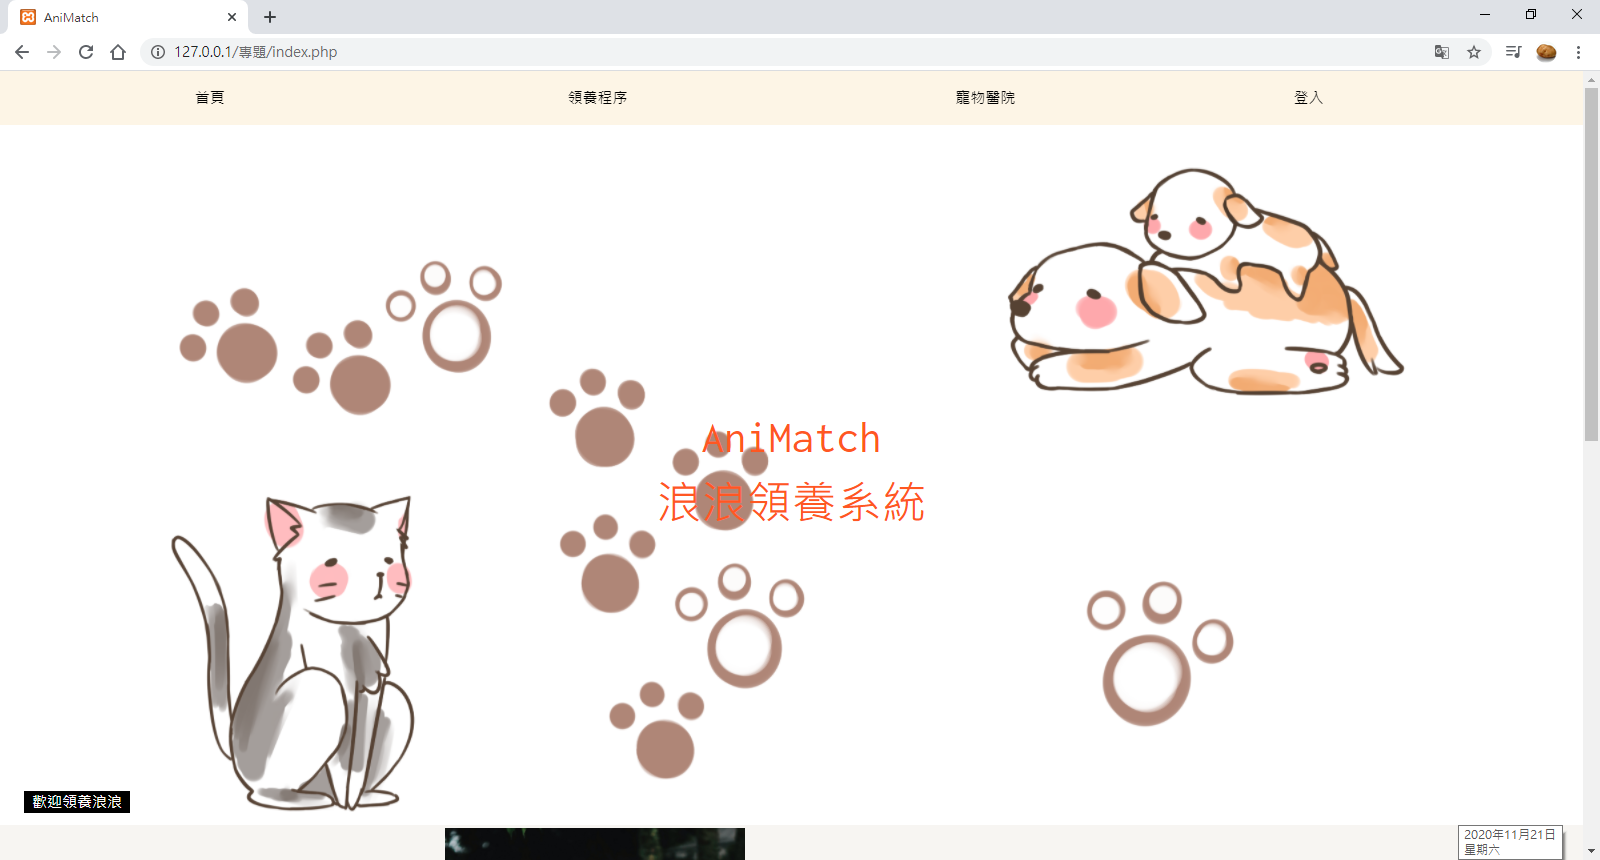 AniMatch
127.0.0.1/專題/index.php
首頁
領養程序
寵物醫院
登入
AniMatch
浪浪領養系統
歡迎領養浪浪
2020年11月21日
星期六